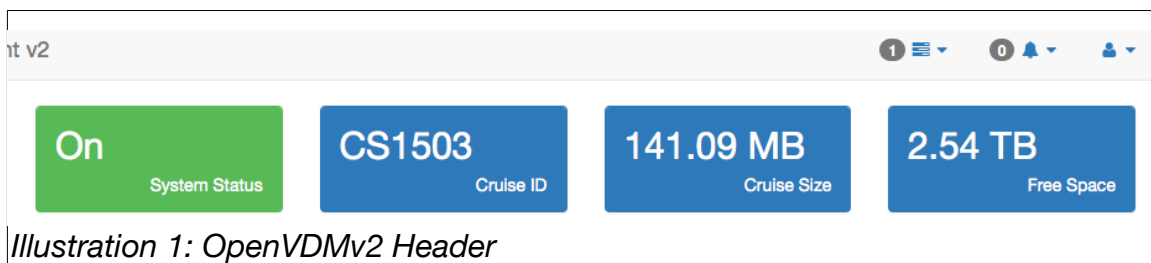 nt v2
1 0
On CS1503 141.09 MB 2.54 TB
System Status Cruise ID Cruise Size Free Space
Illustration 1: OpenVDMv2 Header